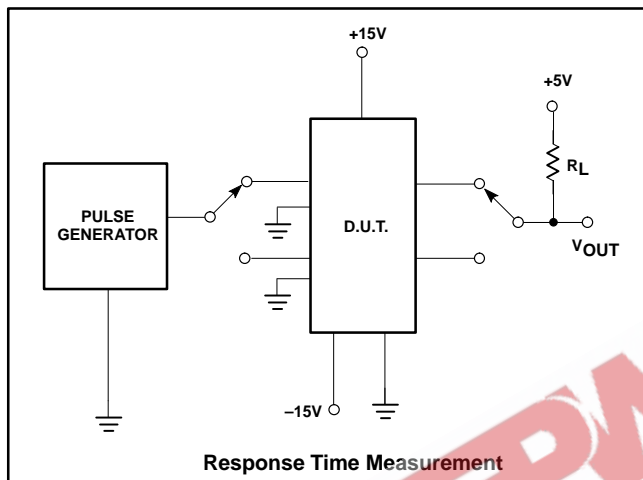 +15V
+5V
RL
PULSE
GENERATOR
D.U.T.
VOUT
–15V
Response Time Measurement